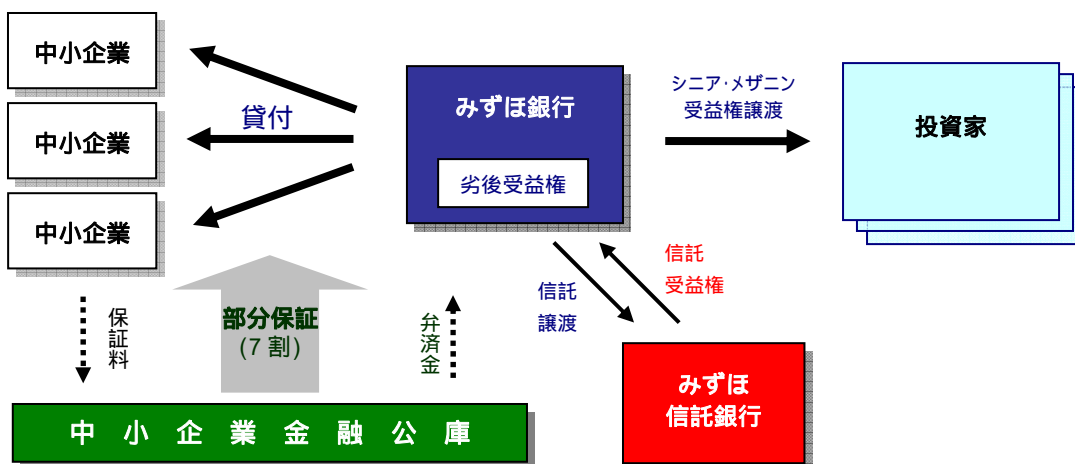 中小企業
中小企業
中小企業
貸付
みずほ銀行
劣後受益権
シニア・メザニン
受益権譲渡
投資家
保証料
部分保証
(7 割)
弁済金
信託
譲渡
信託
受益権
みずほ
信託銀行
中 小 企 業 金 融 公 庫